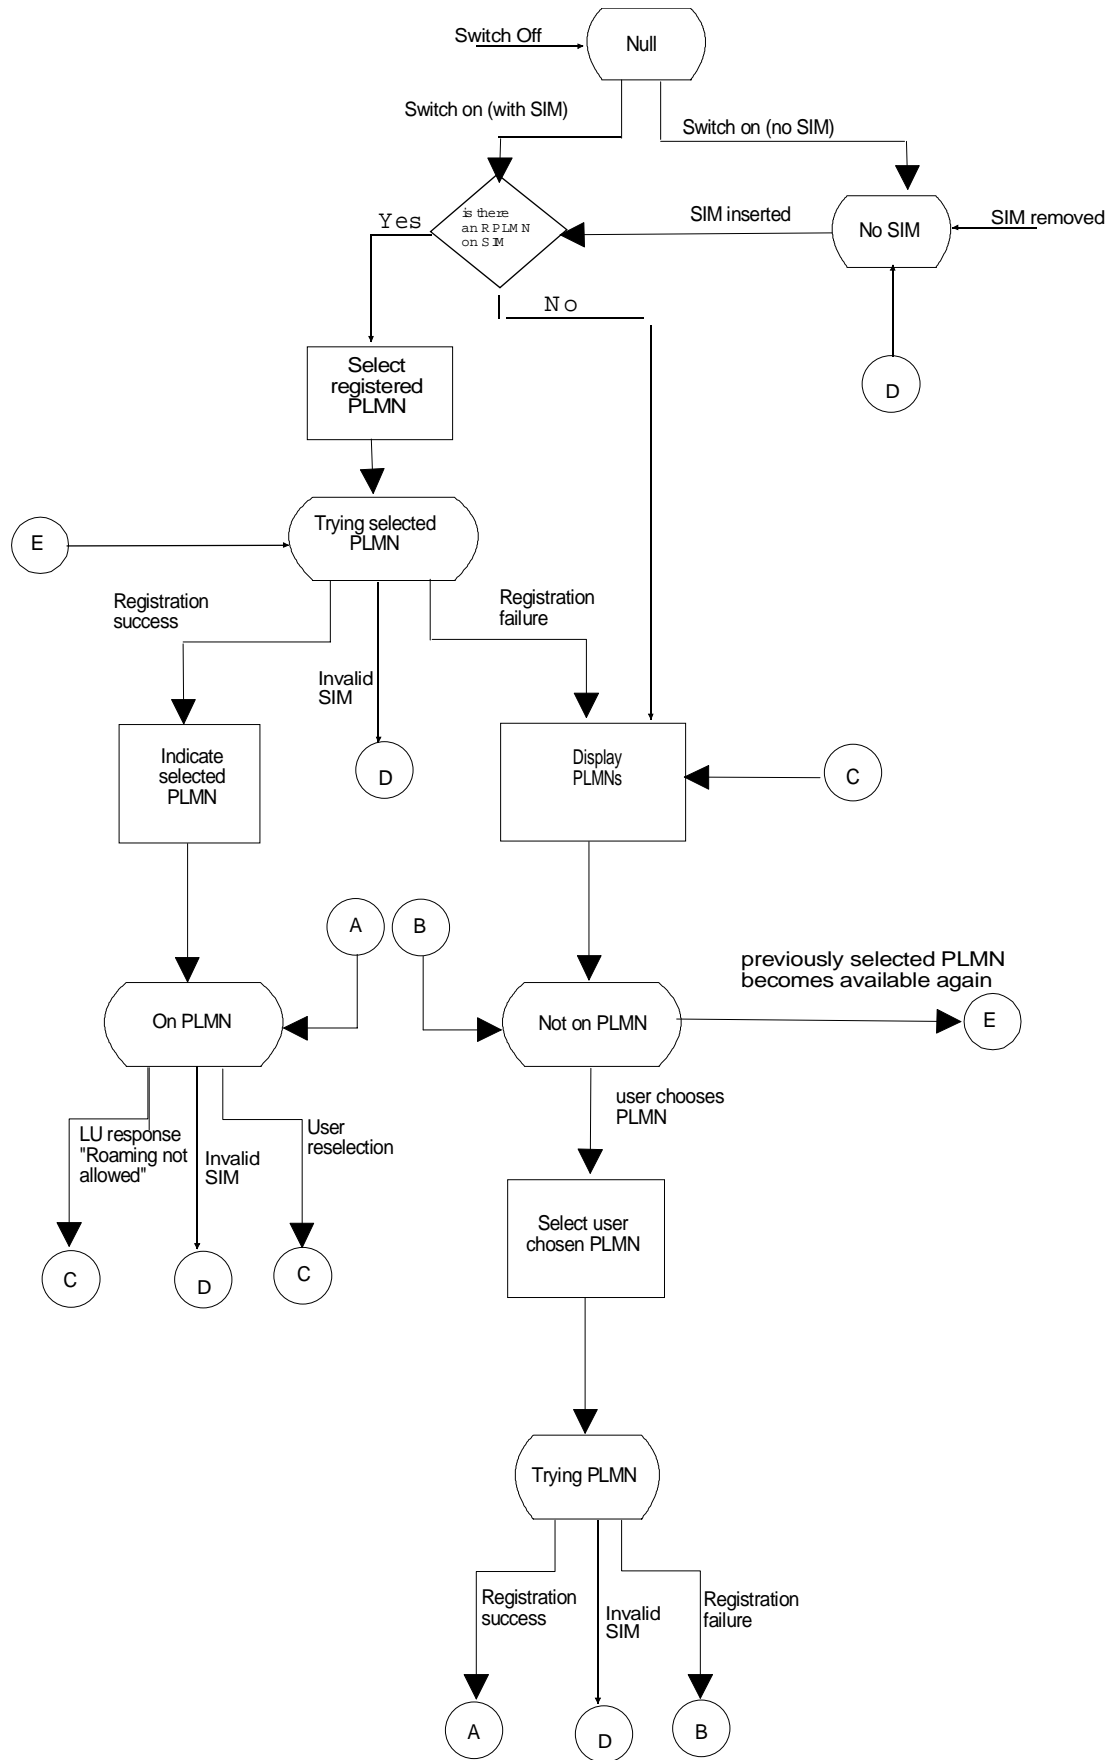 Switch Off
Null
Switch on (with SIM)
Switch on (no SIM)
Yes
is there
an RPLMN
on SIM
SIM inserted
No SIM
SIM removed
No
Select
registered
PLMN
D
Trying selected
PLMN
E
Registration
success
Invalid
SIM
Registration
failure
Indicate
selected
PLMN
D
Display
PLMNs
C
A
B
previously selected PLMN
becomes available again
On PLMN
Not on PLMN
E
LU response
"Roaming not
allowed"
Invalid
SIM
User
reselection
user chooses
PLMN
C
D
C
Select user
chosen PLMN
Trying PLMN
Registration
success
Invalid
SIM
Registration
failure
A
D
B